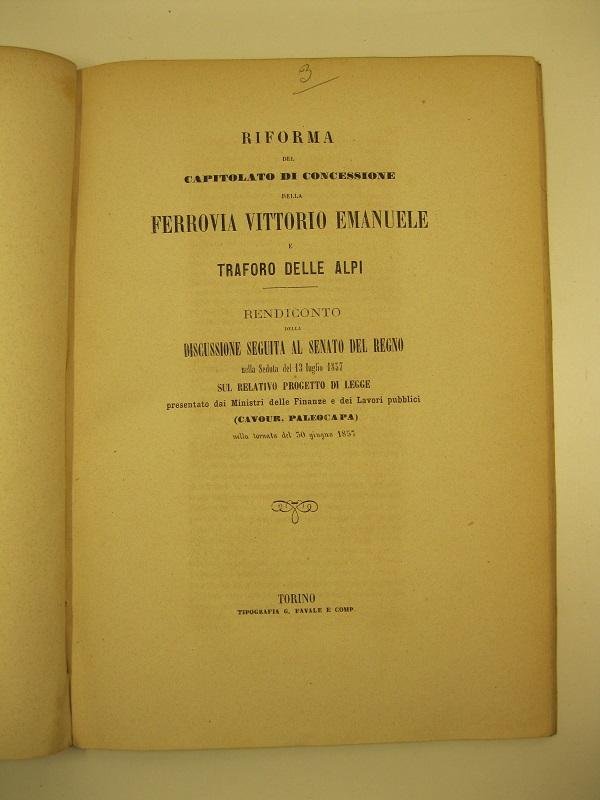 3
RIFORMA
DEL
CAPITOLATO DI CONCESSIONE
DELLA
FERROVIA VITTORIO EMANUELE
E
TRAFORO DELLE ALPI
RENDICONTO
DELLA
DISCUSSIONE SEGUITA AL SENATO DEL REGNO
nella Seduta del 13 luglio 1857
SUL RELATIVO PROGETTO DI LEGGE
presentato dai Ministri delle Finanze e dei Lavori pubblici
(CAVOUR, PALEOCAPA)
nella tornata del 30 giugno 1857
TORINO
TIPOGRAFIA G. FAVALE E COMP.